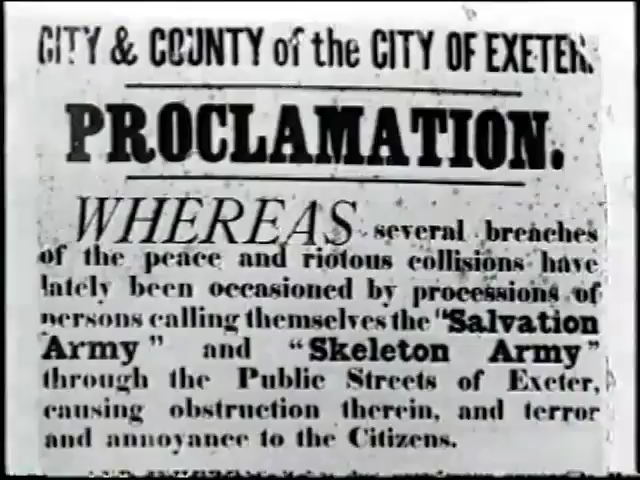 CITY & COUNTY of the CITY OF EXETER.
PROCLAMATION.
WHEREAS several breaches
of the peace and riotous collisions have
lately been occasioned by processions of
persons calling themselves the "Salvation
Army" and "Skeleton Army"
through the Public Streets of Exeter,
causing obstruction therein, and terror
and annoyance to the Citizens.